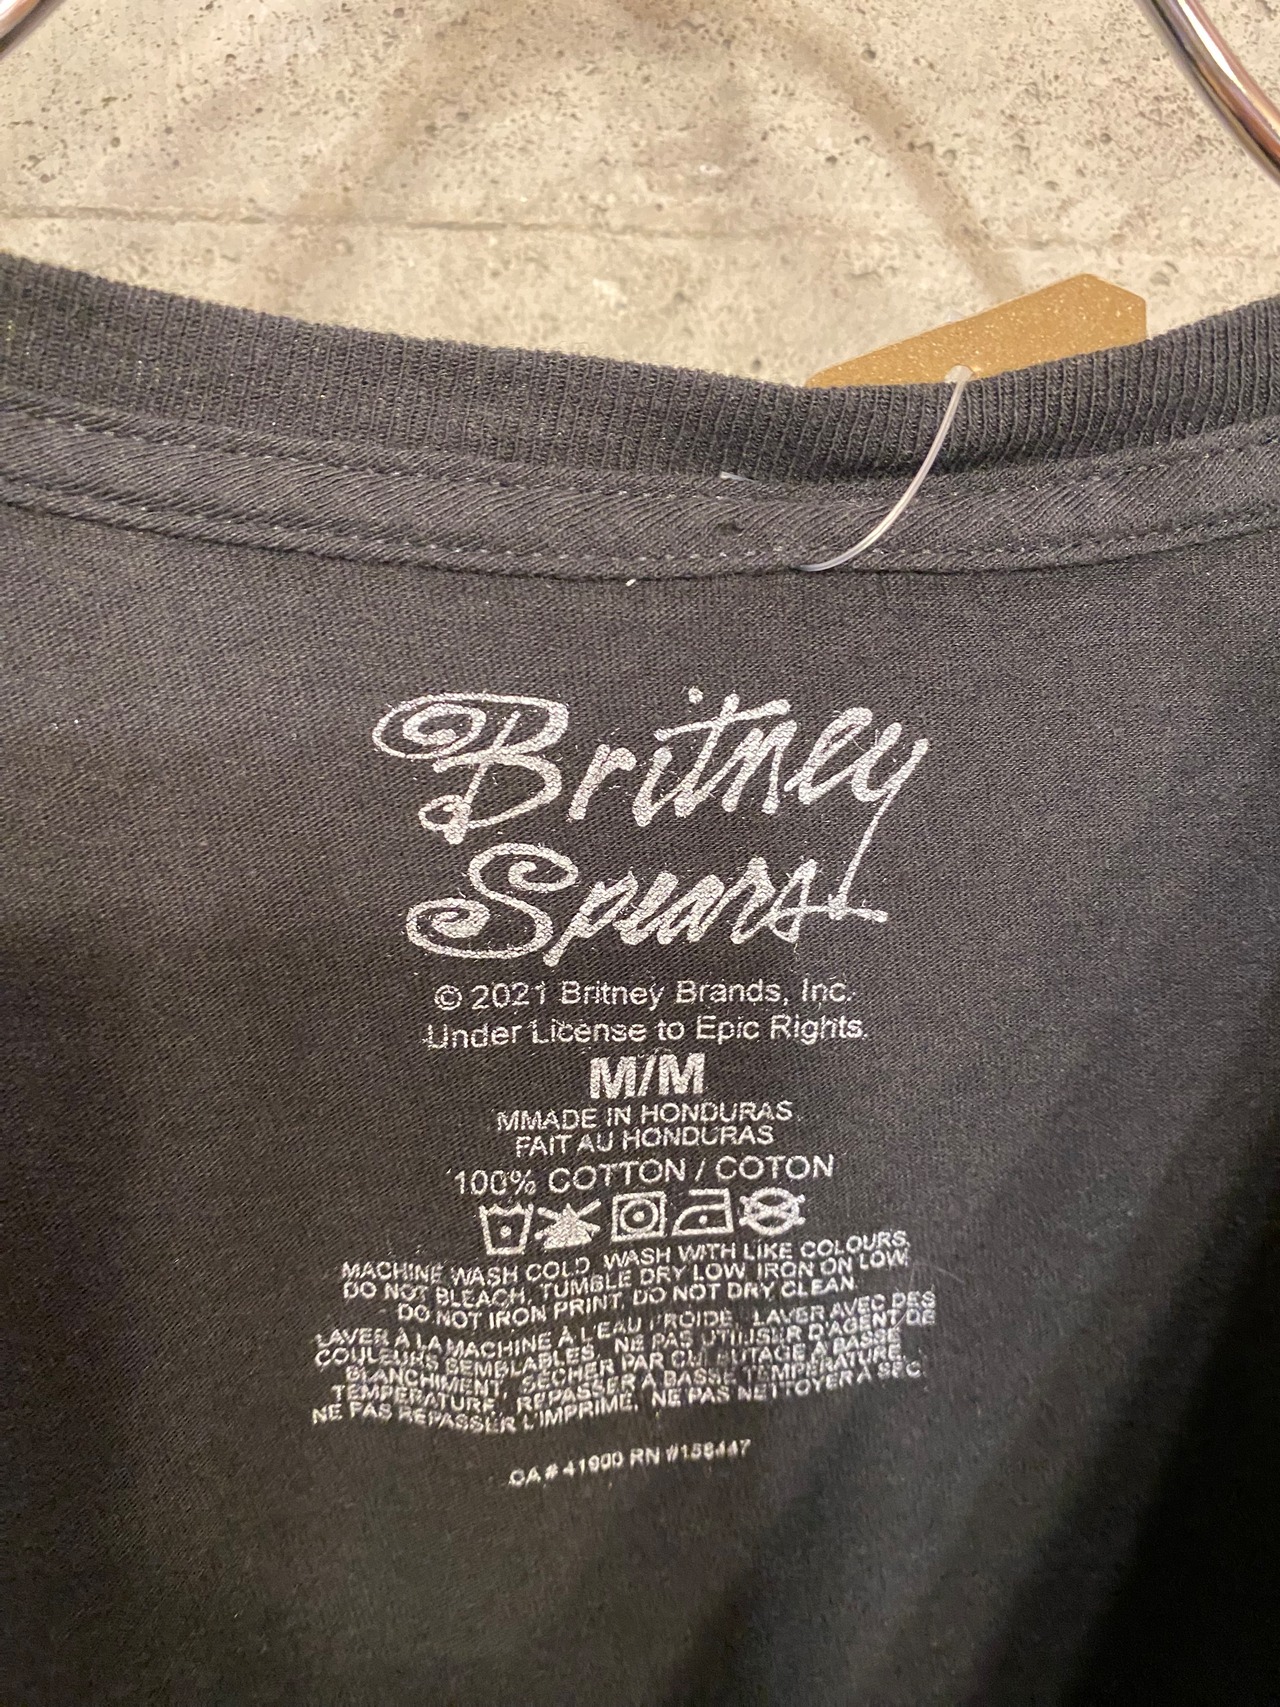 Britney
Spears
© 2021 Britney Brands, Inc.
Under License to Epic Rights.
M/M
MMADE IN HONDURAS.
FAIT AU HONDURAS
100% COTTON / COTON
MACHINE WASH COLD, WASH WITH LIKE COLOURS,
DO NOT BLEACH, TUMBLE DRY LOW, IRON ON LOW,
DO NOT IRON PRINT, DO NOT DRY CLEAN.
LAVER À LA MACHINE À L'EAU FROIDE, LAVER AVEC DES
COULEURS SEMBLABLES, NE PAS UTILISER D'AGENT DE
BLANCHIMENT, SÉCHER PAR CULBUTAGE À BASSE
TEMPÉRATURE, REPASSER À BASSE TEMPÉRATURE,
NE PAS REPASSER L'IMPRIMÉ, NE PAS NETTOYER À SEC.
CA # 41900 RN #158447